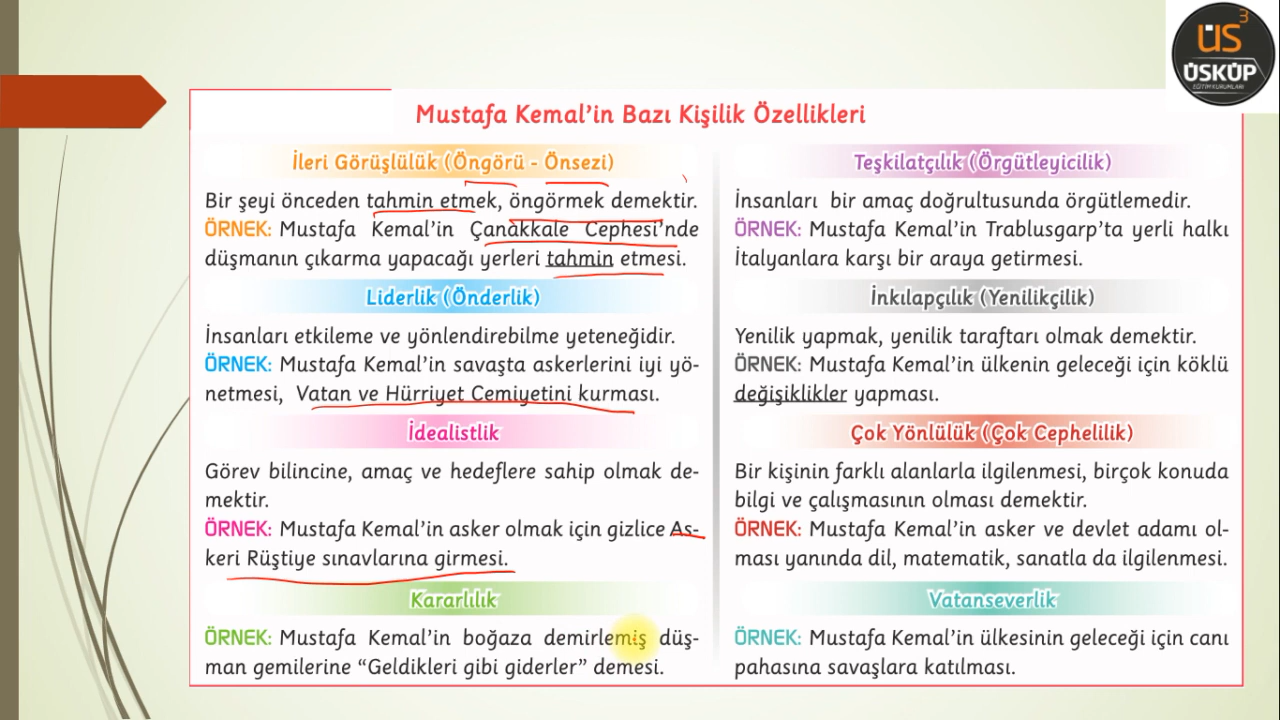 ÜS3
ÜSKÜP
EĞİTİM KURUMLARI
Mustafa Kemal'in Bazı Kişilik Özellikleri
İleri Görüşlülük (Öngörü - Önsezi)
Bir şeyi önceden tahmin etmek, öngörmek demektir.
ÖRNEK: Mustafa Kemal'in Çanakkale Cephesi'nde
düşmanın çıkarma yapacağı yerleri tahmin etmesi.
Liderlik (Önderlik)
İnsanları etkileme ve yönlendirebilme yeteneğidir.
ÖRNEK: Mustafa Kemal'in savaşta askerlerini iyi yö-
netmesi, Vatan ve Hürriyet Cemiyetini kurması.
İdealistlik
Görev bilincine, amaç ve hedeflere sahip olmak de-
mektir.
ÖRNEK: Mustafa Kemal'in asker olmak için gizlice As-
keri Rüştiye sınavlarına girmesi.
Kararlılık
ÖRNEK: Mustafa Kemal'in boğaza demirlemiş düş-
man gemilerine “Geldikleri gibi giderler” demesi.
Teşkilatçılık (Örgütleyicilik)
İnsanları bir amaç doğrultusunda örgütlemedir.
ÖRNEK: Mustafa Kemal'in Trablusgarp'ta yerli halkı
İtalyanlara karşı bir araya getirmesi.
İnkılapçılık (Yenilikçilik)
Yenilik yapmak, yenilik taraftarı olmak demektir.
ÖRNEK: Mustafa Kemal'in ülkenin geleceği için köklü
değişiklikler yapması.
Çok Yönlülük (Çok Cephelilik)
Bir kişinin farklı alanlarla ilgilenmesi, birçok konuda
bilgi ve çalışmasının olması demektir.
ÖRNEK: Mustafa Kemal'in asker ve devlet adamı ol-
ması yanında dil, matematik, sanatla da ilgilenmesi.
Vatanseverlik
ÖRNEK: Mustafa Kemal'in ülkesinin geleceği için canı
pahasına savaşlara katılması.